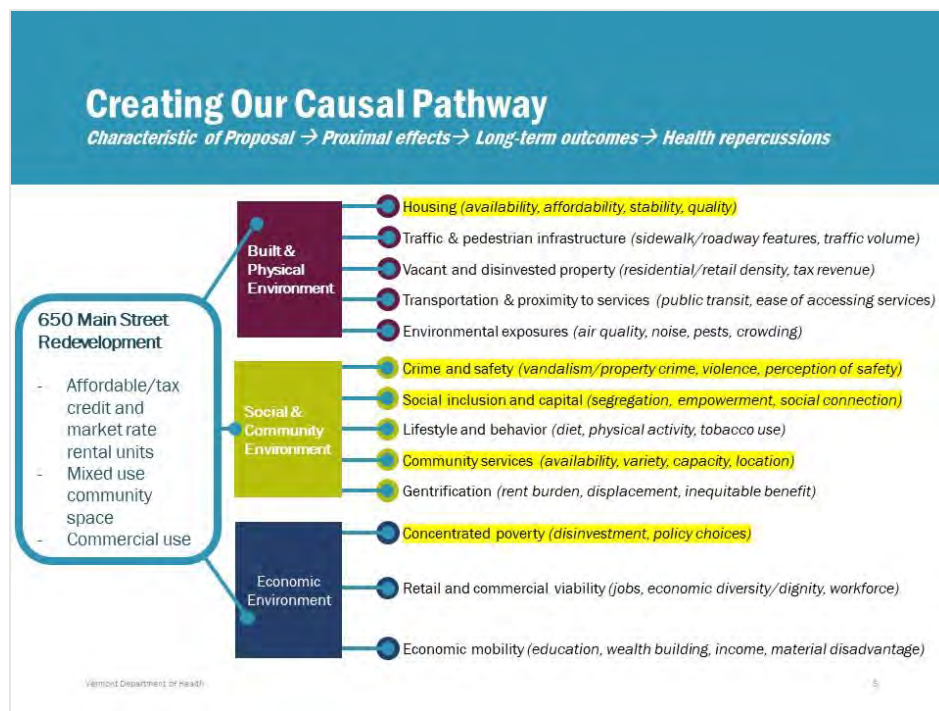 Creating Our Causal Pathway
Characteristic of Proposal → Proximal effects → Long-term outcomes → Health repercussions
650 Main Street
Redevelopment
- Affordable/tax
credit and
market rate
rental units
- Mixed use
community
space
- Commercial use
Built &
Physical
Environment
Housing (availability, affordability, stability, quality)
Traffic & pedestrian infrastructure (sidewalk/roadway features, traffic volume)
Vacant and disinvested property (residential/retail density, tax revenue)
Transportation & proximity to services (public transit, ease of accessing services)
Environmental exposures (air quality, noise, pests, crowding)
Social &
Community
Environment
Crime and safety (vandalism/property crime, violence, perception of safety)
Social inclusion and capital (segregation, empowerment, social connection)
Lifestyle and behavior (diet, physical activity, tobacco use)
Community services (availability, variety, capacity, location)
Gentrification (rent burden, displacement, inequitable benefit)
Economic
Environment
Concentrated poverty (disinvestment, policy choices)
Retail and commercial viability (jobs, economic diversity/dignity, workforce)
Economic mobility (education, wealth building, income, material disadvantage)
Vermont Department of Health
5